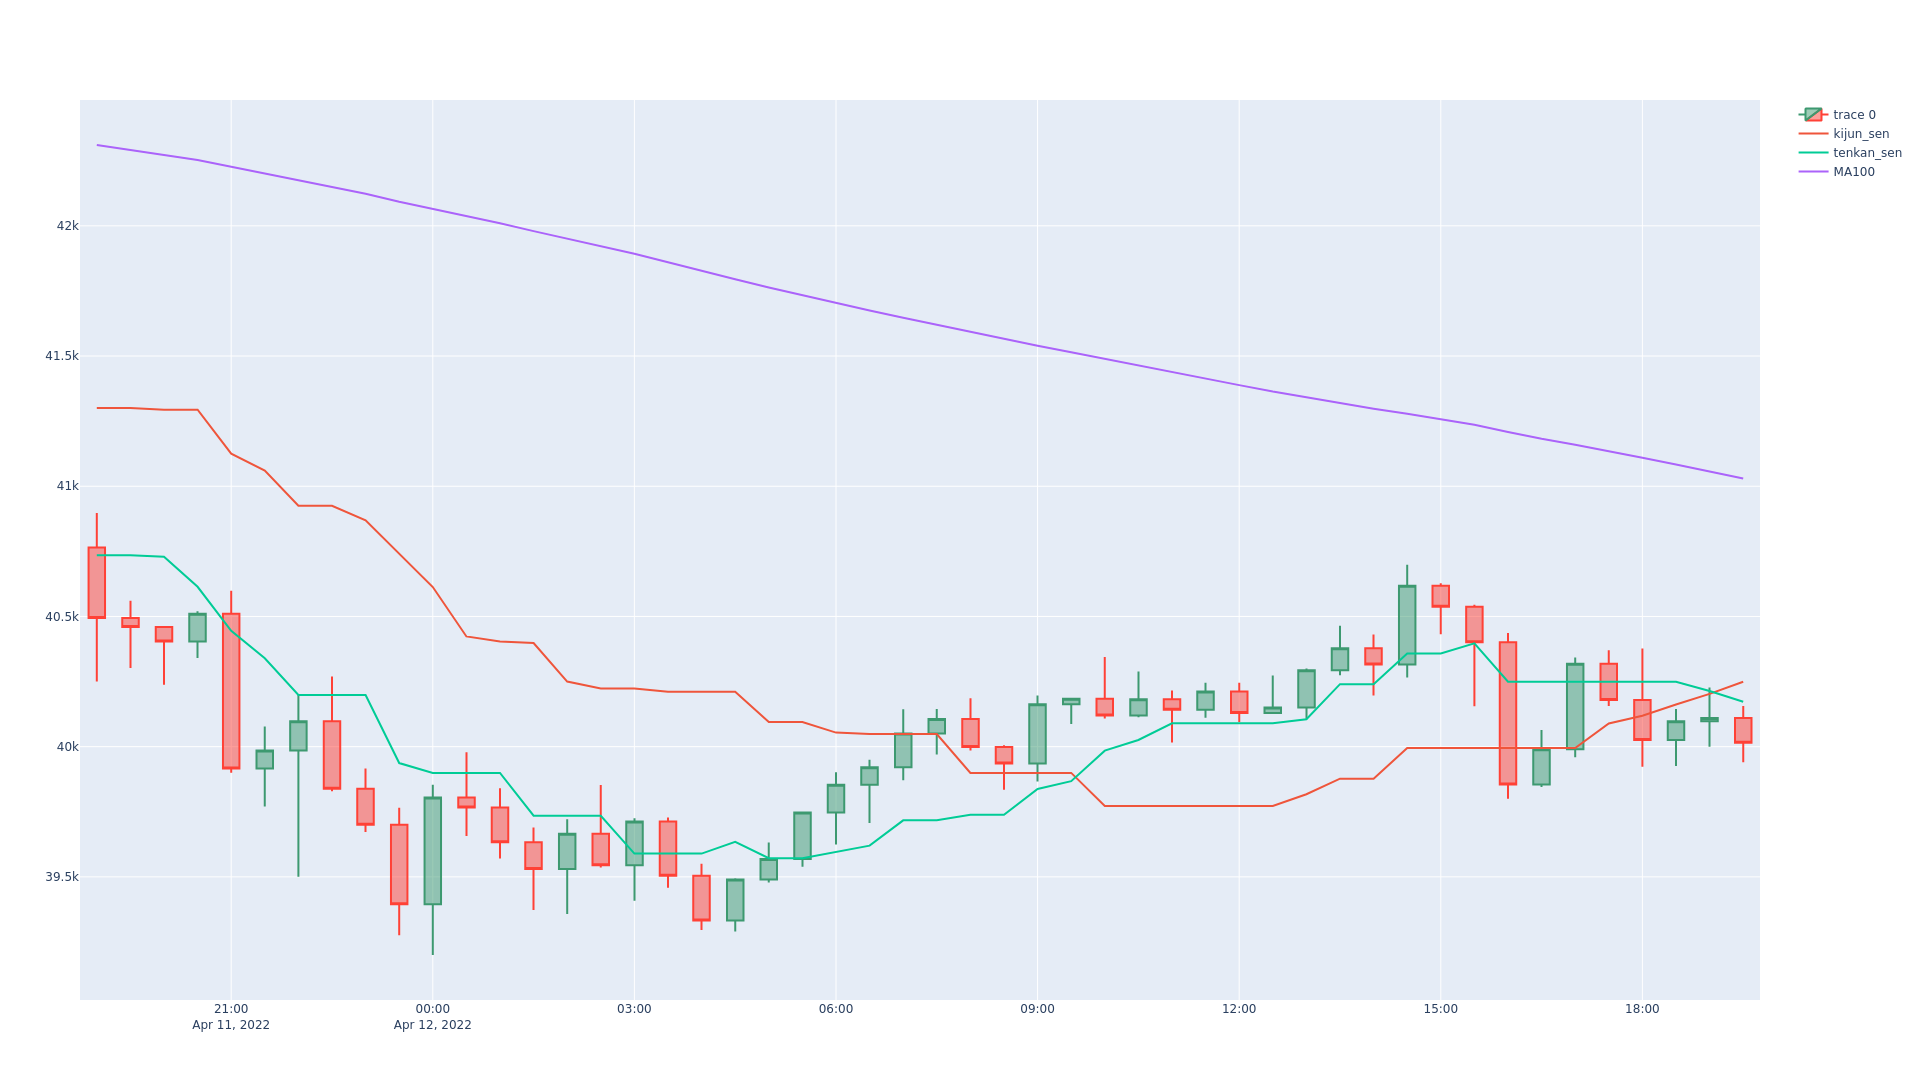 trace 0
kijun_sen
tenkan_sen
MA100
42k
41.5k
41k
40.5k
40k
39.5k
21:00
Apr 11, 2022
00:00
Apr 12, 2022
03:00
06:00
09:00
12:00
15:00
18:00